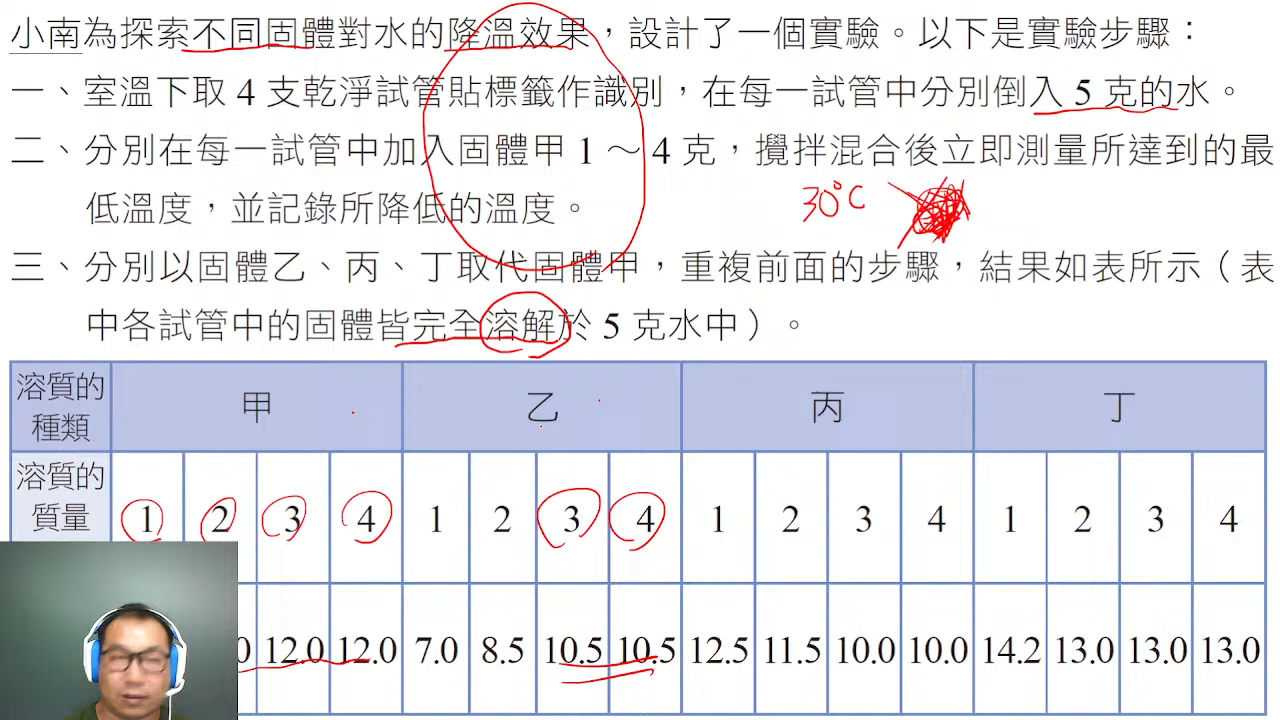 小南為探索不同固體對水的降溫效果，設計了一個實驗。以下是實驗步驟：
一、室溫下取 4 支乾淨試管貼標籤作識別，在每一試管中分別倒入 5 克的水。
二、分別在每一試管中加入固體甲 1 ～ 4 克，攪拌混合後立即測量所達到的最
低溫度，並記錄所降低的溫度。
30°C
三、分別以固體乙、丙、丁取代固體甲，重複前面的步驟，結果如表所示（表
中各試管中的固體皆完全溶解於 5 克水中）。
溶質的種類 甲 乙 丙 丁
溶質的質量 1 2 3 4 1 2 3 4 1 2 3 4 1 2 3 4
0 12.0 12.0 7.0 8.5 10.5 10.5 12.5 11.5 10.0 10.0 14.2 13.0 13.0 13.0